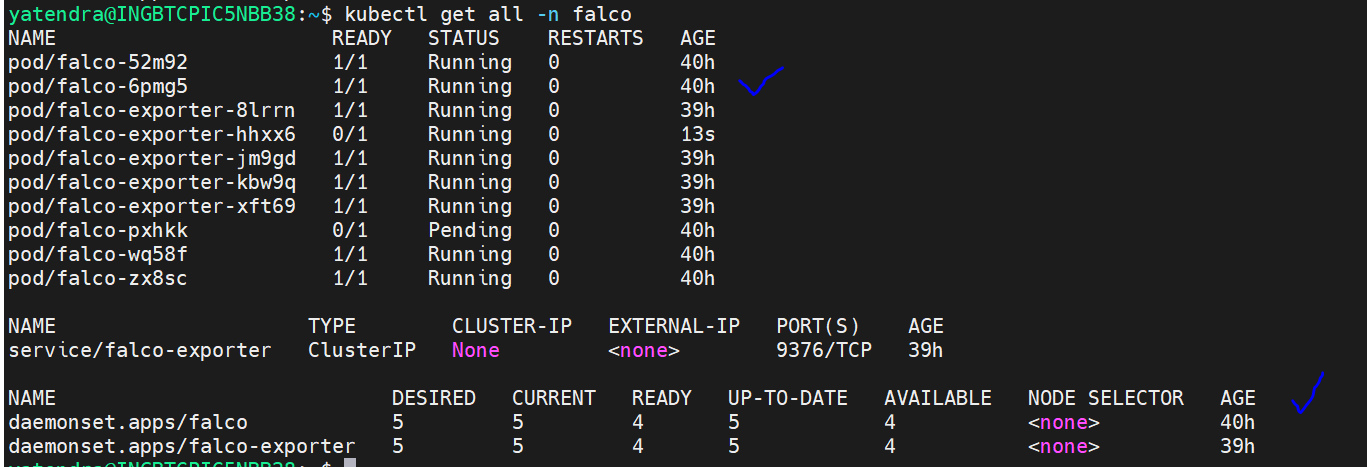 yatendra@INGBTCPIC5NBB38:~$ kubectl get all -n falco
NAME READY STATUS RESTARTS AGE
pod/falco-52m92 1/1 Running 0 40h
pod/falco-6pmg5 1/1 Running 0 40h
pod/falco-exporter-8lrrn 1/1 Running 0 39h
pod/falco-exporter-hhxx6 0/1 Running 0 13s
pod/falco-exporter-jm9gd 1/1 Running 0 39h
pod/falco-exporter-kbw9q 1/1 Running 0 39h
pod/falco-exporter-xft69 1/1 Running 0 39h
pod/falco-pxhkk 0/1 Pending 0 40h
pod/falco-wq58f 1/1 Running 0 40h
pod/falco-zx8sc 1/1 Running 0 40h
NAME TYPE CLUSTER-IP EXTERNAL-IP PORT(S) AGE
service/falco-exporter ClusterIP None <none> 9376/TCP 39h
NAME DESIRED CURRENT READY UP-TO-DATE AVAILABLE NODE SELECTOR AGE
daemonset.apps/falco 5 5 4 5 4 <none> 40h
daemonset.apps/falco-exporter 5 5 4 5 4 <none> 39h
yatendra@INGBTCPIC5NBB38:~$